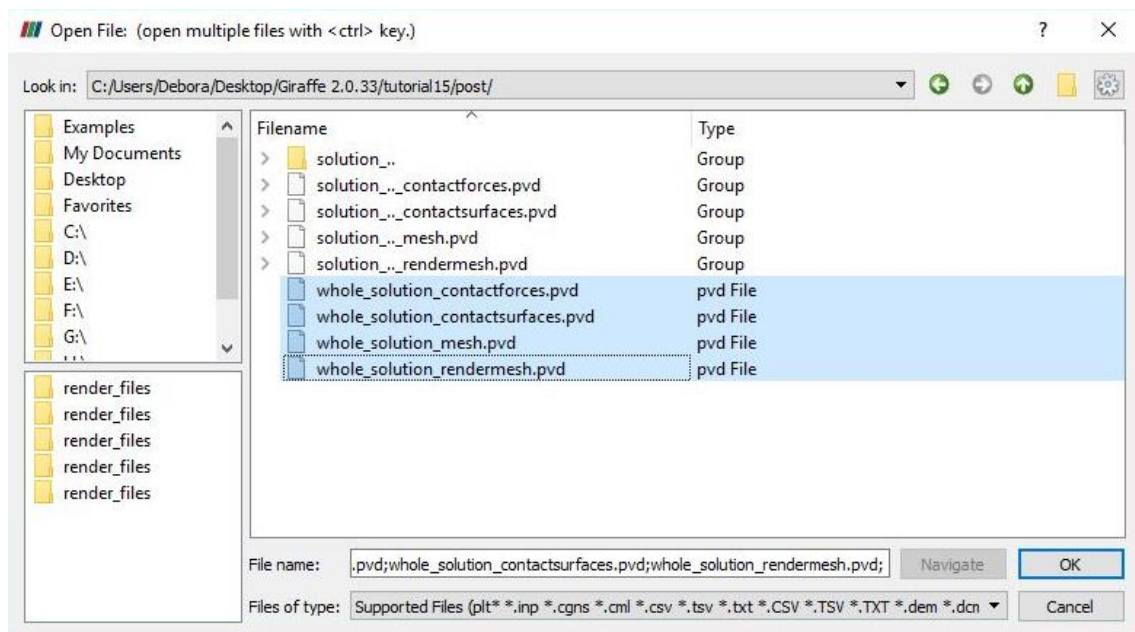 Open File: (open multiple files with <ctrl> key.)
?
Look in: C:/Users/Debora/Desktop/Giraffe 2.0.33/tutorial15/post/
Examples
My Documents
Desktop
Favorites
C:\
D:\
E:\
F:\
G:\
render_files
render_files
render_files
render_files
render_files
Filename Type
solution_.. Group
solution_.._contactforces.pvd Group
solution_.._contactsurfaces.pvd Group
solution_.._mesh.pvd Group
solution_.._rendermesh.pvd Group
whole_solution_contactforces.pvd pvd File
whole_solution_contactsurfaces.pvd pvd File
whole_solution_mesh.pvd pvd File
whole_solution_rendermesh.pvd pvd File
File name: .pvd;whole_solution_contactsurfaces.pvd;whole_solution_rendermesh.pvd; Navigate OK
Files of type: Supported Files (plt* *.inp *.cgns *.cml *.csv *.tsv *.txt *.CSV *.TSV *.TXT *.dem *.dcn Cancel